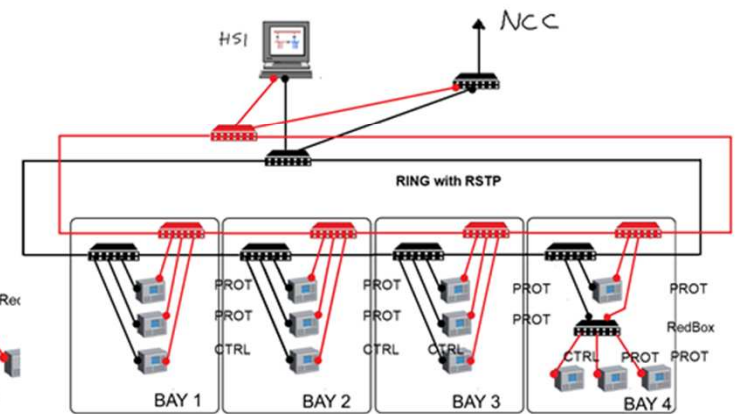 NCC
HSI
RING with RSTP
PROT PROT PROT PROT
Rec
PROT PROT PROT
RedBox
CTRL CTRL CTRL CTRL PROT PROT
BAY 1 BAY 2 BAY 3 BAY 4